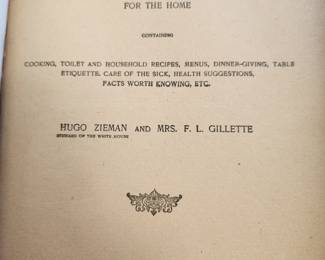 FOR THE HOME
CONTAINING
COOKING, TOILET AND HOUSEHOLD RECIPES, MENUS, DINNER-GIVING, TABLE
ETIQUETTE, CARE OF THE SICK, HEALTH SUGGESTIONS,
FACTS WORTH KNOWING, ETC.
HUGO ZIEMAN AND MRS. F. L. GILLETTE
STEWARD OF THE WHITE HOUSE